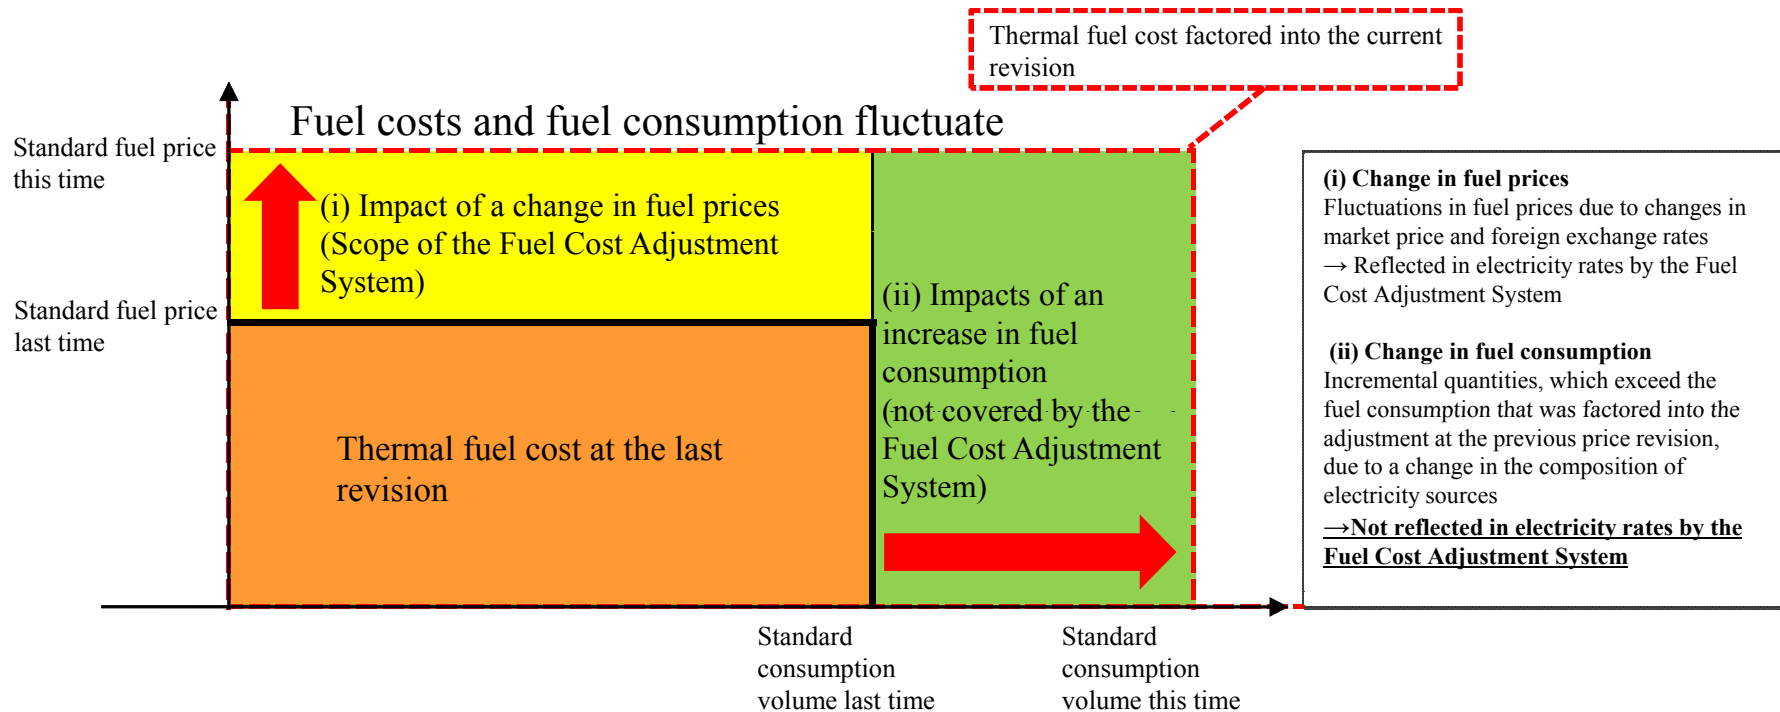 Thermal fuel cost factored into the current
revision
Fuel costs and fuel consumption fluctuate
Standard fuel price
this time
(i) Impact of a change in fuel prices
(Scope of the Fuel Cost Adjustment
System)
Standard fuel price
last time
(ii) Impacts of an
increase in fuel
consumption
(not covered by the
Fuel Cost Adjustment
System)
Thermal fuel cost at the last
revision
Standard
consumption
volume last time
Standard
consumption
volume this time
(i) Change in fuel prices
Fluctuations in fuel prices due to changes in
market price and foreign exchange rates
→ Reflected in electricity rates by the Fuel
Cost Adjustment System
(ii) Change in fuel consumption
Incremental quantities, which exceed the
fuel consumption that was factored into the
adjustment at the previous price revision,
due to a change in the composition of
electricity sources
→Not reflected in electricity rates by the
Fuel Cost Adjustment System